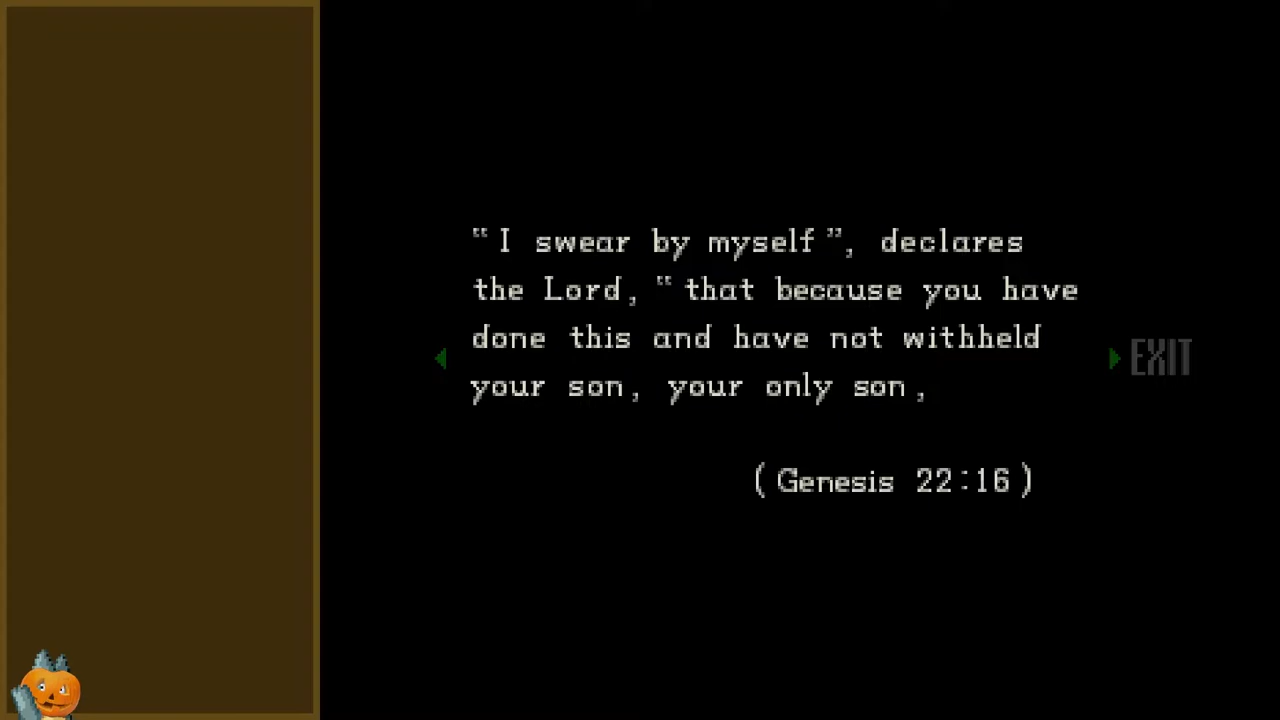 “I swear by myself”, declares
the Lord, “that because you have
done this and have not withheld
your son, your only son,
EXIT
(Genesis 22:16)